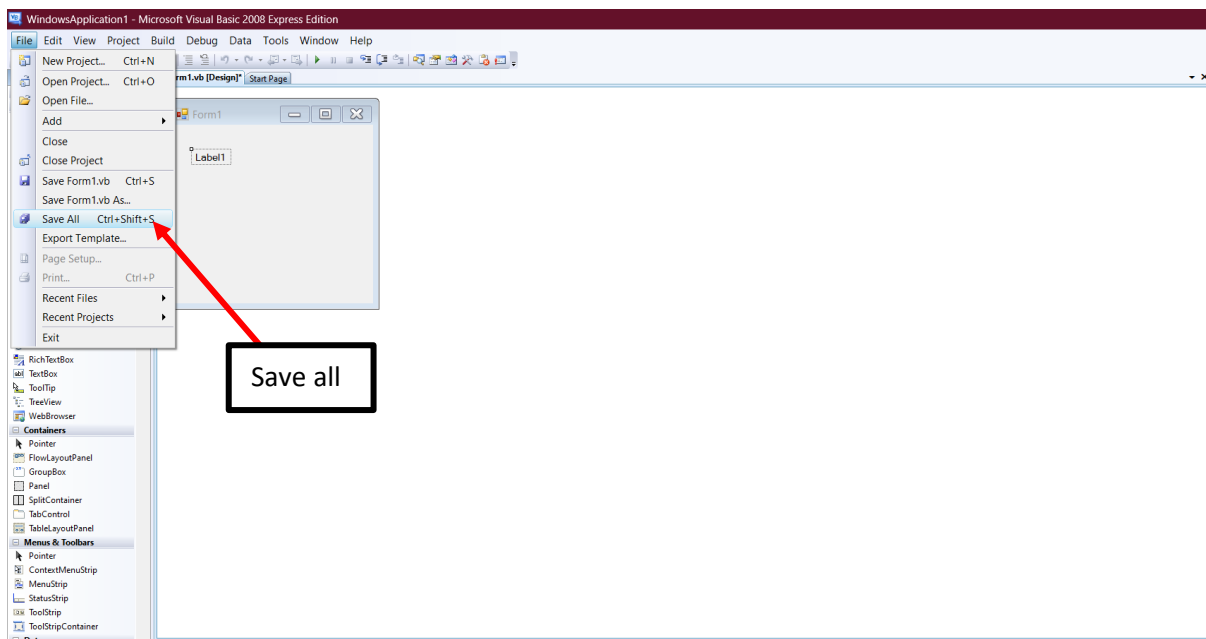 WindowsApplication1 - Microsoft Visual Basic 2008 Express Edition
File Edit View Project Build Debug Data Tools Window Help
New Project... Ctrl+N
rm1.vb [Design]* Start Page
Open Project... Ctrl+O
Open File...
Add
Form1
Close
Label1
Close Project
Save Form1.vb Ctrl+S
Save Form1.vb As...
Save All Ctrl+Shift+S
Export Template...
Page Setup...
Print... Ctrl+P
Recent Files
Recent Projects
Exit
Save all
RichTextBox
TextBox
ToolTip
TreeView
WebBrowser
Containers
Pointer
FlowLayoutPanel
GroupBox
Panel
SplitContainer
TabControl
TableLayoutPanel
Menus & Toolbars
Pointer
ContextMenuStrip
MenuStrip
StatusStrip
ToolStrip
ToolStripContainer